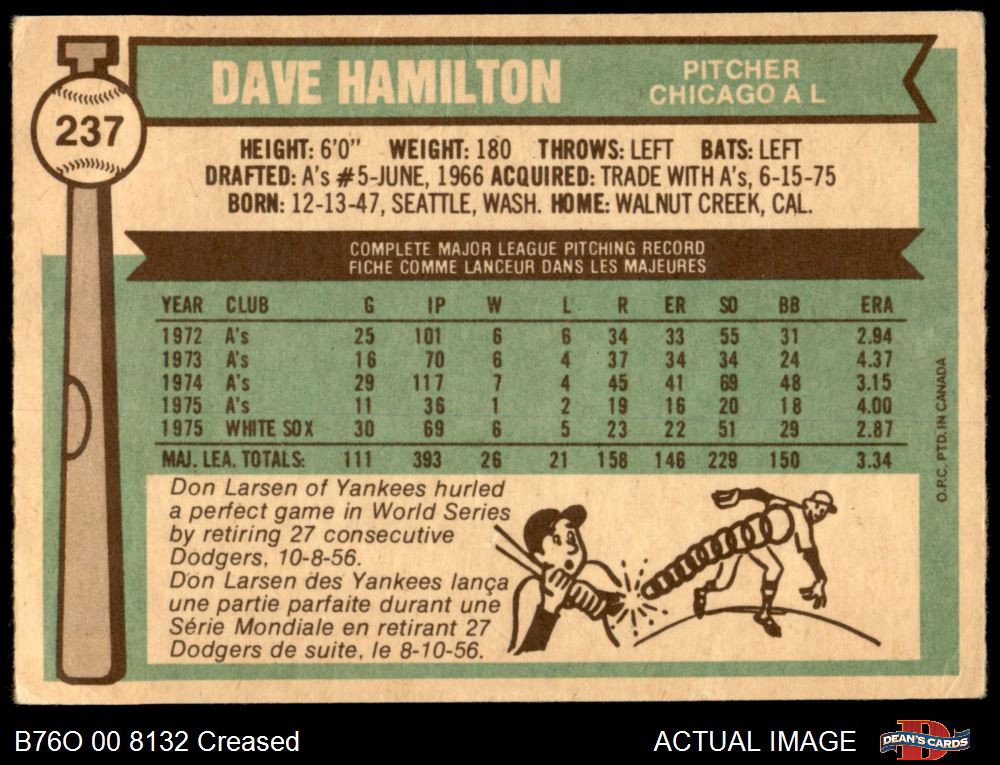 237
DAVE HAMILTON
PITCHER
CHICAGO A L
HEIGHT: 6'0" WEIGHT: 180 THROWS: LEFT BATS: LEFT
DRAFTED: A's #5-JUNE, 1966 ACQUIRED: TRADE WITH A's, 6-15-75
BORN: 12-13-47, SEATTLE, WASH. HOME: WALNUT CREEK, CAL.
COMPLETE MAJOR LEAGUE PITCHING RECORD
FICHE COMME LANCEUR DANS LES MAJEURES
YEAR CLUB G IP W L R ER SO BB ERA
1972 A's 25 101 6 6 34 33 55 31 2.94
1973 A's 16 70 6 4 37 34 34 24 4.37
1974 A's 29 117 7 4 45 41 69 48 3.15
1975 A's 11 36 1 2 19 16 20 18 4.00
1975 WHITE SOX 30 69 6 5 23 22 51 29 2.87
MAJ. LEA. TOTALS: 111 393 26 21 158 146 229 150 3.34
Don Larsen of Yankees hurled
a perfect game in World Series
by retiring 27 consecutive
Dodgers, 10-8-56.
Don Larsen des Yankees lança
une partie parfaite durant une
Série Mondiale en retirant 27
Dodgers de suite, le 8-10-56.
O.P.C. PTD. IN CANADA
B76O 00 8132 Creased
ACTUAL IMAGE
DEAN'S CARDS